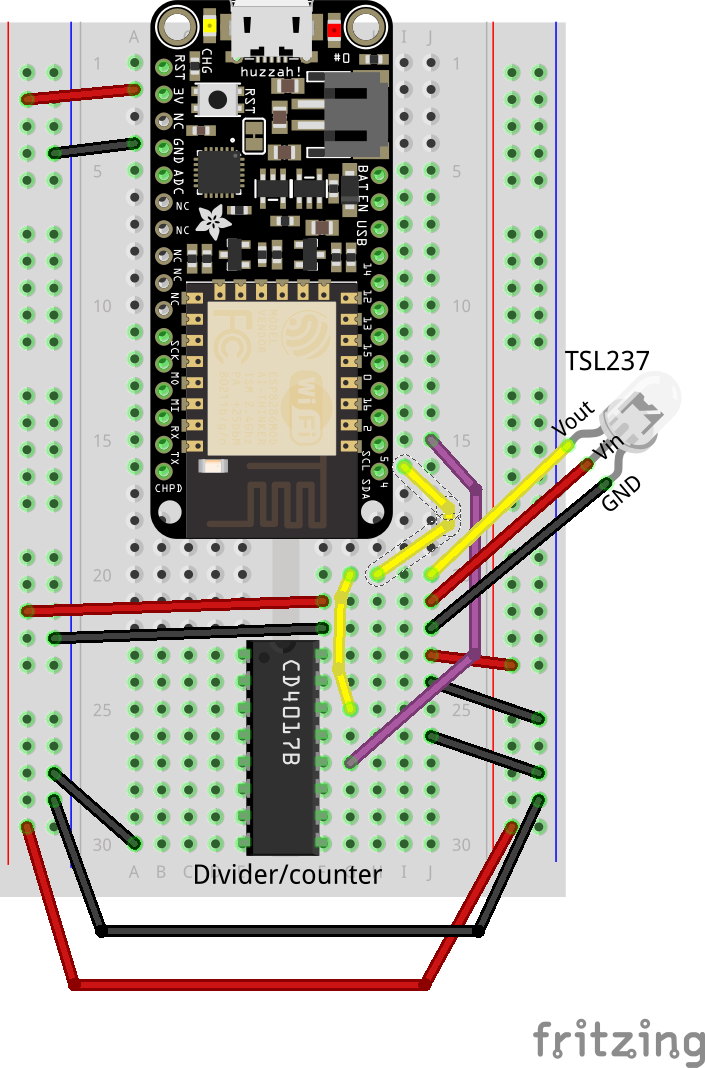 A J
I J
1 1
CHG
#0
huzzah!
RST
3V
NC
GND
ADC
NC
NC
NC
NC
NC
SCK
MO
MI
RX
TX
CHPD
RST
BAT
EN
USB
14
12
13
15
0
16
2
SCL
SDA
5
4
FC
WiFi
5 5
10 10
15 15
20 20
25 25
30 30
TSL237
Vout
Vin
GND
CD4017B
A B C I J
Divider/counter
fritzing